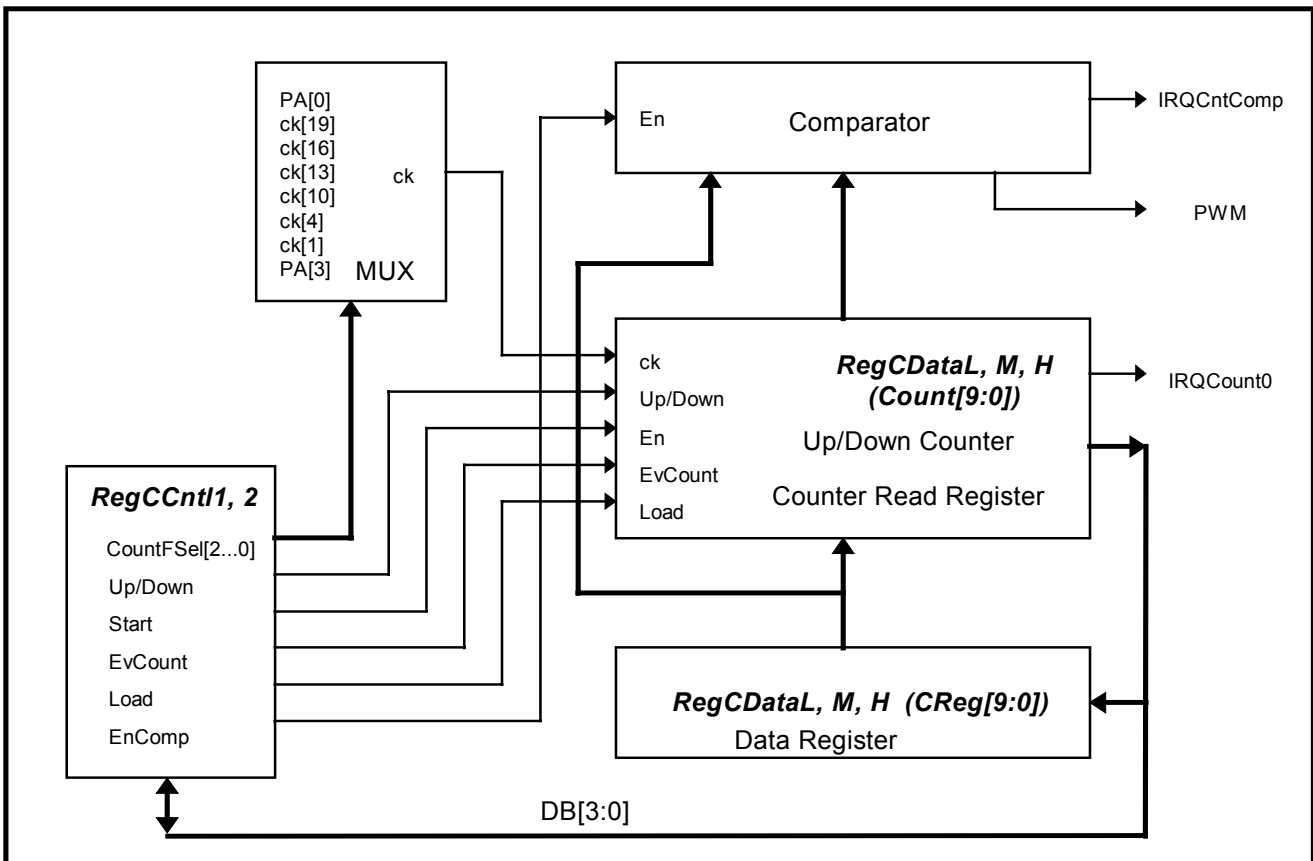 PA[0]
ck[19]
ck[16]
ck[13]
ck[10]
ck[4]
ck[1]
PA[3]
ck
MUX
En
Comparator
IRQCntComp
PWM
ck
Up/Down
En
EvCount
Load
RegCDataL, M, H
(Count[9:0])
Up/Down Counter
Counter Read Register
IRQCount0
RegCCntl1, 2
CountFSel[2...0]
Up/Down
Start
EvCount
Load
EnComp
RegCDataL, M, H (CReg[9:0])
Data Register
DB[3:0]